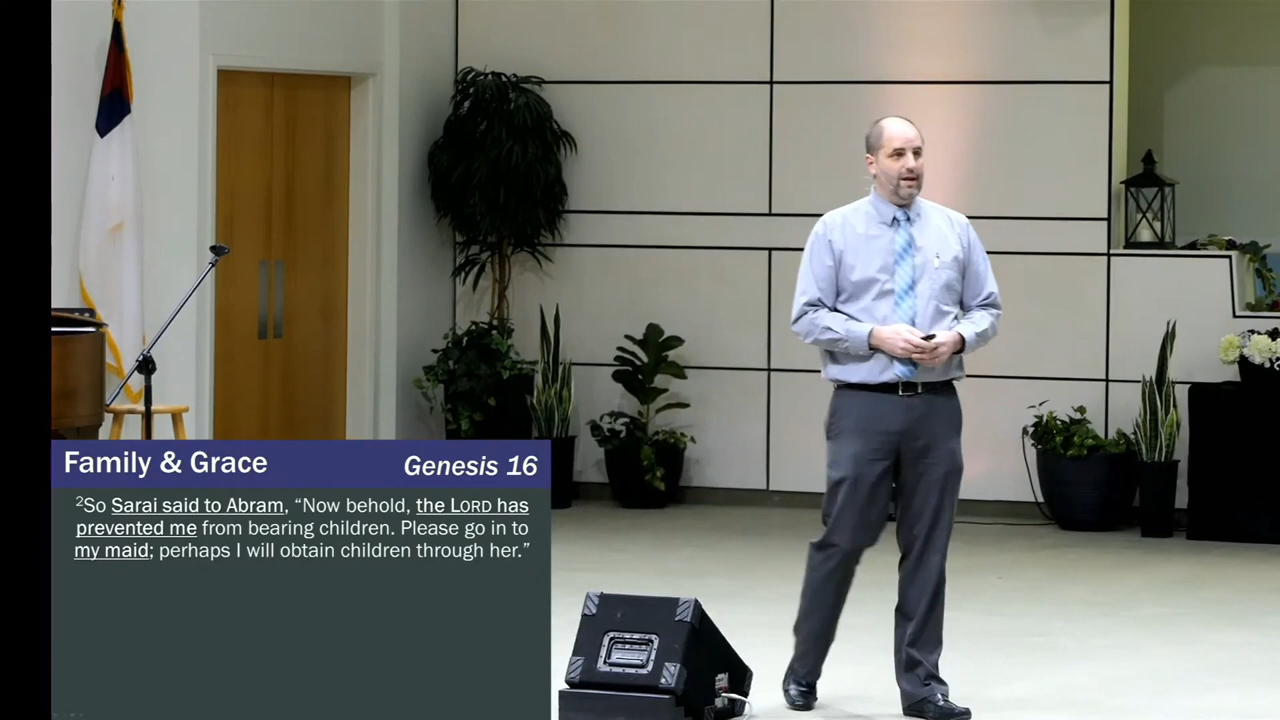 Family & Grace
Genesis 16
²So Sarai said to Abram, “Now behold, the LORD has
prevented me from bearing children. Please go in to
my maid; perhaps I will obtain children through her.”